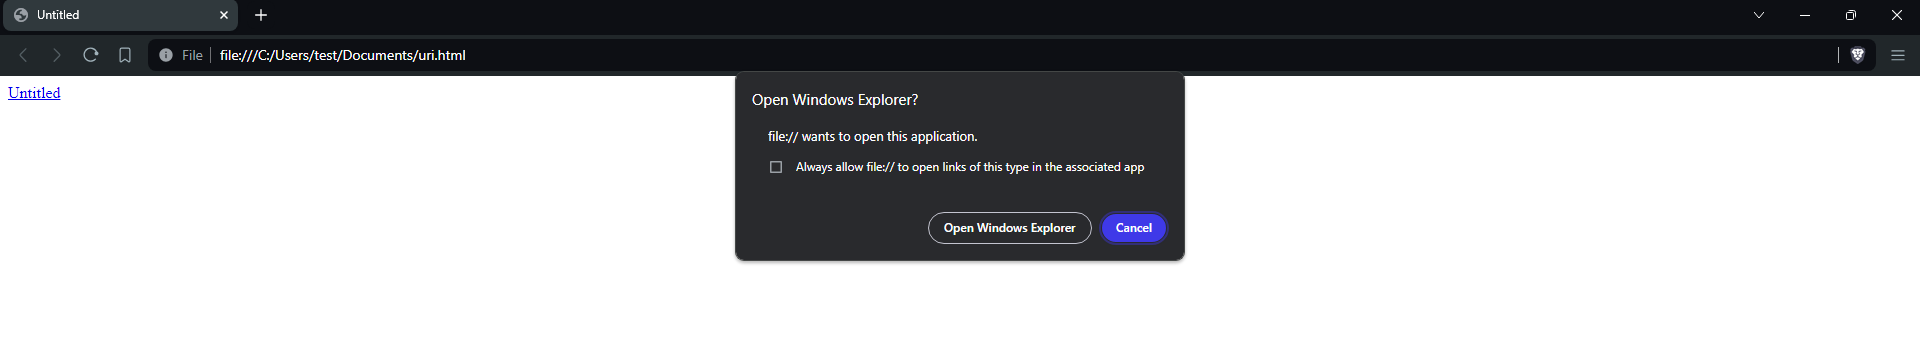 Untitled
File file:///C:/Users/test/Documents/uri.html
Untitled
Open Windows Explorer?
file:// wants to open this application.
Always allow file:// to open links of this type in the associated app
Open Windows Explorer Cancel